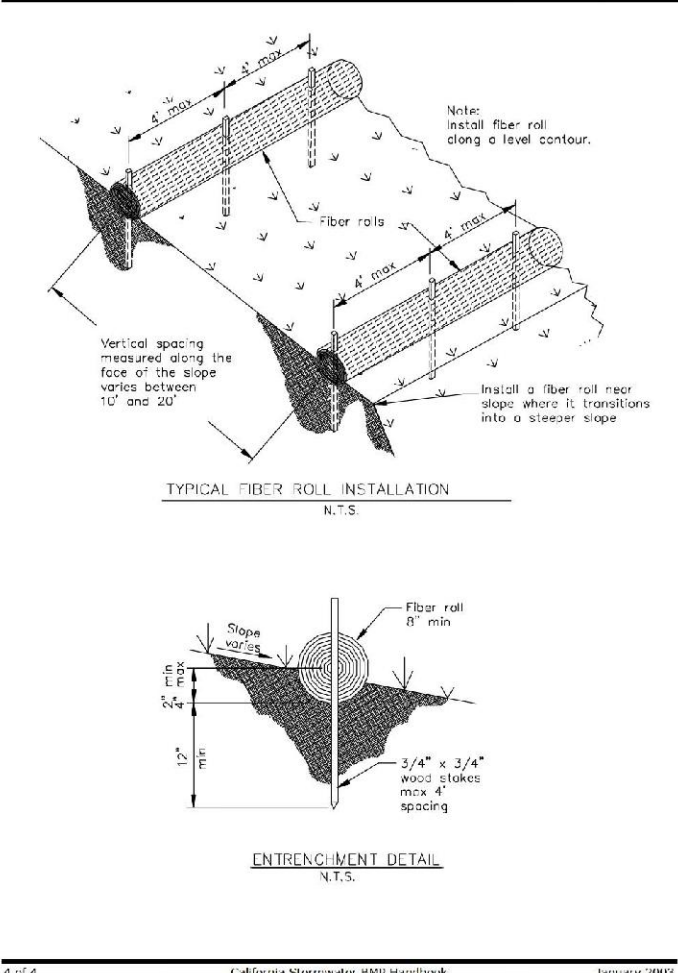 4' max
4' max
Note:
Install fiber roll
along a level contour.
Fiber rolls
4' max
4' max
Vertical spacing
measured along the
face of the slope
varies between
10' and 20'
Install a fiber roll near
slope where it transitions
into a steeper slope
TYPICAL FIBER ROLL INSTALLATION
N.T.S.
Slope
varies
Fiber roll
8" min
2" min
4" max
12"
min
3/4" x 3/4"
wood stakes
max 4'
spacing
ENTRENCHMENT DETAIL
N.T.S.
4 of 4
California Stormwater BMP Handbook
January 2003